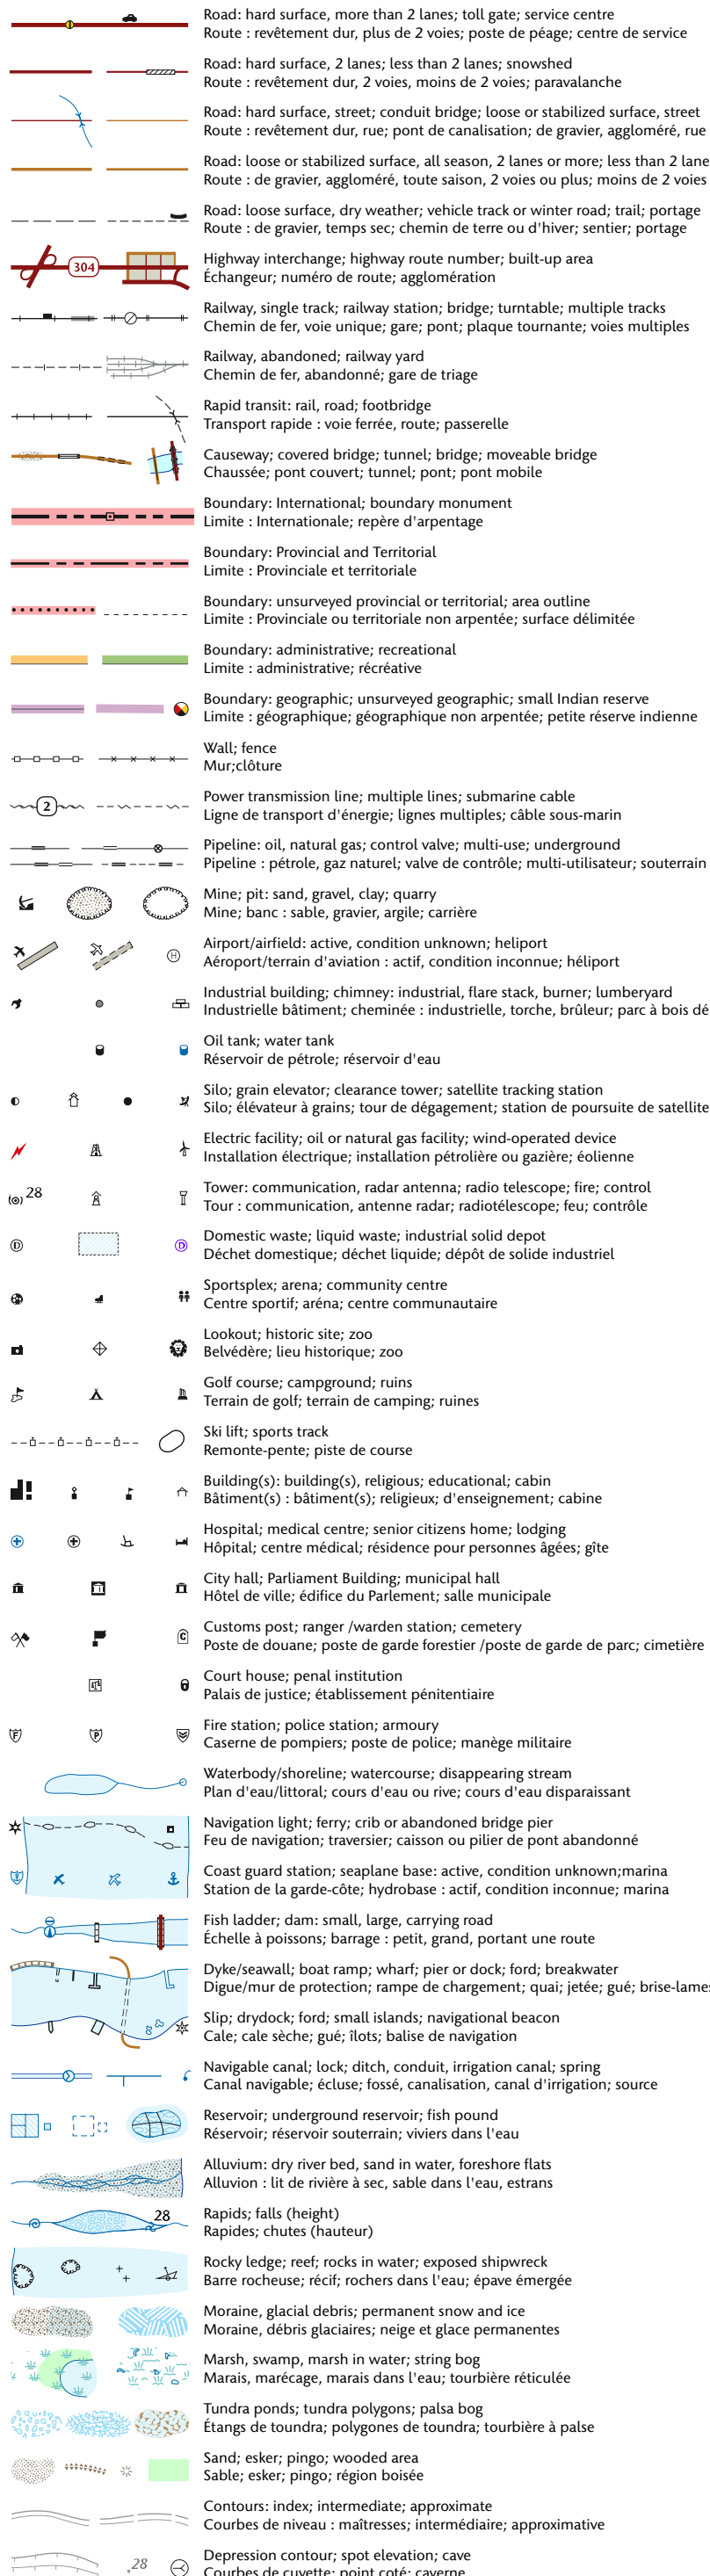 Road: hard surface, more than 2 lanes; toll gate; service centre
Route : revêtement dur, plus de 2 voies; poste de péage; centre de service
Road: hard surface, 2 lanes; less than 2 lanes; snowshed
Route : revêtement dur, 2 voies, moins de 2 voies; paravalanche
Road: hard surface, street; conduit bridge; loose or stabilized surface, street
Route : revêtement dur, rue; pont de canalisation; de gravier, aggloméré, rue
Road: loose or stabilized surface, all season, 2 lanes or more; less than 2 lane
Route : de gravier, aggloméré, toute saison, 2 voies ou plus; moins de 2 voies
Road: loose surface, dry weather; vehicle track or winter road; trail; portage
Route : de gravier, temps sec; chemin de terre ou d'hiver; sentier; portage
304
Highway interchange; highway route number; built-up area
Échangeur; numéro de route; agglomération
Railway, single track; railway station; bridge; turntable; multiple tracks
Chemin de fer, voie unique; gare; pont; plaque tournante; voies multiples
Railway, abandoned; railway yard
Chemin de fer, abandonné; gare de triage
Rapid transit: rail, road; footbridge
Transport rapide : voie ferrée, route; passerelle
Causeway; covered bridge; tunnel; bridge; moveable bridge
Chaussée; pont couvert; tunnel; pont; pont mobile
Boundary: International; boundary monument
Limite : Internationale; repère d'arpentage
Boundary: Provincial and Territorial
Limite : Provinciale et territoriale
Boundary: unsurveyed provincial or territorial; area outline
Limite : Provinciale ou territoriale non arpentée; surface délimitée
Boundary: administrative; recreational
Limite : administrative; récréative
Boundary: geographic; unsurveyed geographic; small Indian reserve
Limite : géographique; géographique non arpentée; petite réserve indienne
Wall; fence
Mur;clôture
2
Power transmission line; multiple lines; submarine cable
Ligne de transport d'énergie; lignes multiples; câble sous-marin
Pipeline: oil, natural gas; control valve; multi-use; underground
Pipeline : pétrole, gaz naturel; valve de contrôle; multi-utilisateur; souterrain
Mine; pit: sand, gravel, clay; quarry
Mine; banc : sable, gravier, argile; carrière
H
Airport/airfield: active, condition unknown; heliport
Aéroport/terrain d'aviation : actif, condition inconnue; héliport
Industrial building; chimney: industrial, flare stack, burner; lumberyard
Industrielle bâtiment; cheminée : industrielle, torche, brûleur; parc à bois dé
Oil tank; water tank
Réservoir de pétrole; réservoir d'eau
Silo; grain elevator; clearance tower; satellite tracking station
Silo; élévateur à grains; tour de dégagement; station de poursuite de satellite
Electric facility; oil or natural gas facility; wind-operated device
Installation électrique; installation pétrolière ou gazière; éolienne
28
Tower: communication, radar antenna; radio telescope; fire; control
Tour : communication, antenne radar; radiotélescope; feu; contrôle
D D
Domestic waste; liquid waste; industrial solid depot
Déchet domestique; déchet liquide; dépôt de solide industriel
Sportsplex; arena; community centre
Centre sportif; aréna; centre communautaire
Lookout; historic site; zoo
Belvédère; lieu historique; zoo
Golf course; campground; ruins
Terrain de golf; terrain de camping; ruines
Ski lift; sports track
Remonte-pente; piste de course
Building(s): building(s), religious; educational; cabin
Bâtiment(s) : bâtiment(s); religieux; d'enseignement; cabine
Hospital; medical centre; senior citizens home; lodging
Hôpital; centre médical; résidence pour personnes âgées; gîte
City hall; Parliament Building; municipal hall
Hôtel de ville; édifice du Parlement; salle municipale
C
Customs post; ranger /warden station; cemetery
Poste de douane; poste de garde forestier /poste de garde de parc; cimetière
Court house; penal institution
Palais de justice; établissement pénitentiaire
F P
Fire station; police station; armoury
Caserne de pompiers; poste de police; manège militaire
Waterbody/shoreline; watercourse; disappearing stream
Plan d'eau/littoral; cours d'eau ou rive; cours d'eau disparaissant
Navigation light; ferry; crib or abandoned bridge pier
Feu de navigation; traversier; caisson ou pilier de pont abandonné
Coast guard station; seaplane base: active, condition unknown;marina
Station de la garde-côte; hydrobase : actif, condition inconnue; marina
Fish ladder; dam: small, large, carrying road
Échelle à poissons; barrage : petit, grand, portant une route
Dyke/seawall; boat ramp; wharf; pier or dock; ford; breakwater
Digue/mur de protection; rampe de chargement; quai; jetée; gué; brise-lames
Slip; drydock; ford; small islands; navigational beacon
Cale; cale sèche; gué; îlots; balise de navigation
Navigable canal; lock; ditch, conduit, irrigation canal; spring
Canal navigable; écluse; fossé, canalisation, canal d'irrigation; source
Reservoir; underground reservoir; fish pound
Réservoir; réservoir souterrain; viviers dans l'eau
Alluvium: dry river bed, sand in water, foreshore flats
Alluvion : lit de rivière à sec, sable dans l'eau, estrans
28
Rapids; falls (height)
Rapides; chutes (hauteur)
Rocky ledge; reef; rocks in water; exposed shipwreck
Barre rocheuse; récif; rochers dans l'eau; épave émergée
Moraine, glacial debris; permanent snow and ice
Moraine, débris glaciaires; neige et glace permanentes
Marsh, swamp, marsh in water; string bog
Marais, marécage, marais dans l'eau; tourbière réticulée
Tundra ponds; tundra polygons; palsa bog
Étangs de toundra; polygones de toundra; tourbière à palse
Sand; esker; pingo; wooded area
Sable; esker; pingo; région boisée
Contours: index; intermediate; approximate
Courbes de niveau : maîtresses; intermédiaire; approximative
.28
Depression contour; spot elevation; cave
Courbes de cuvette; point coté; caverne